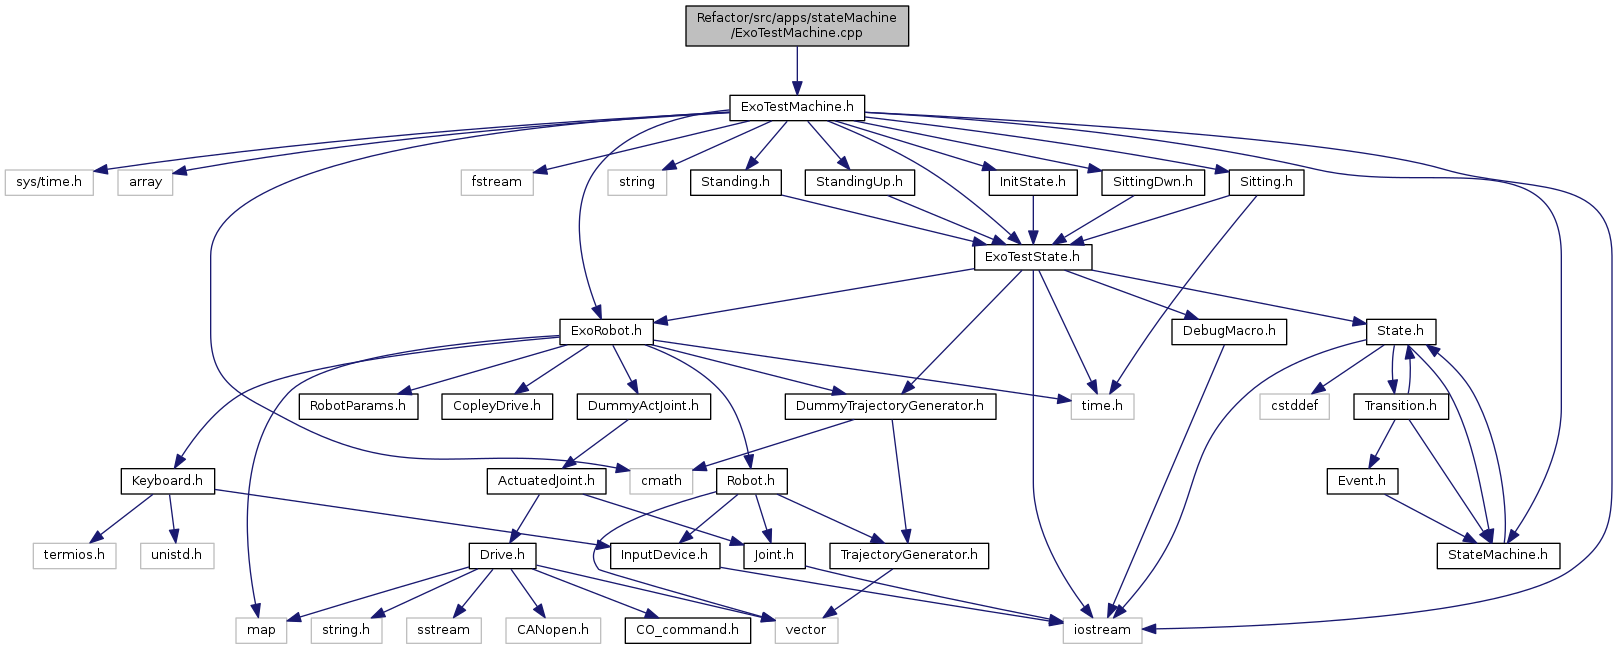 Refactor/src/apps/stateMachine
/ExoTestMachine.cpp
ExoTestMachine.h
sys/time.h
array
fstream
string
Standing.h
StandingUp.h
InitState.h
SittingDwn.h
Sitting.h
ExoTestState.h
ExoRobot.h
DebugMacro.h
State.h
RobotParams.h
CopleyDrive.h
DummyActJoint.h
DummyTrajectoryGenerator.h
time.h
cstddef
Transition.h
Keyboard.h
ActuatedJoint.h
cmath
Robot.h
Event.h
termios.h
unistd.h
Drive.h
InputDevice.h
Joint.h
TrajectoryGenerator.h
StateMachine.h
map
string.h
sstream
CANopen.h
CO_command.h
vector
iostream